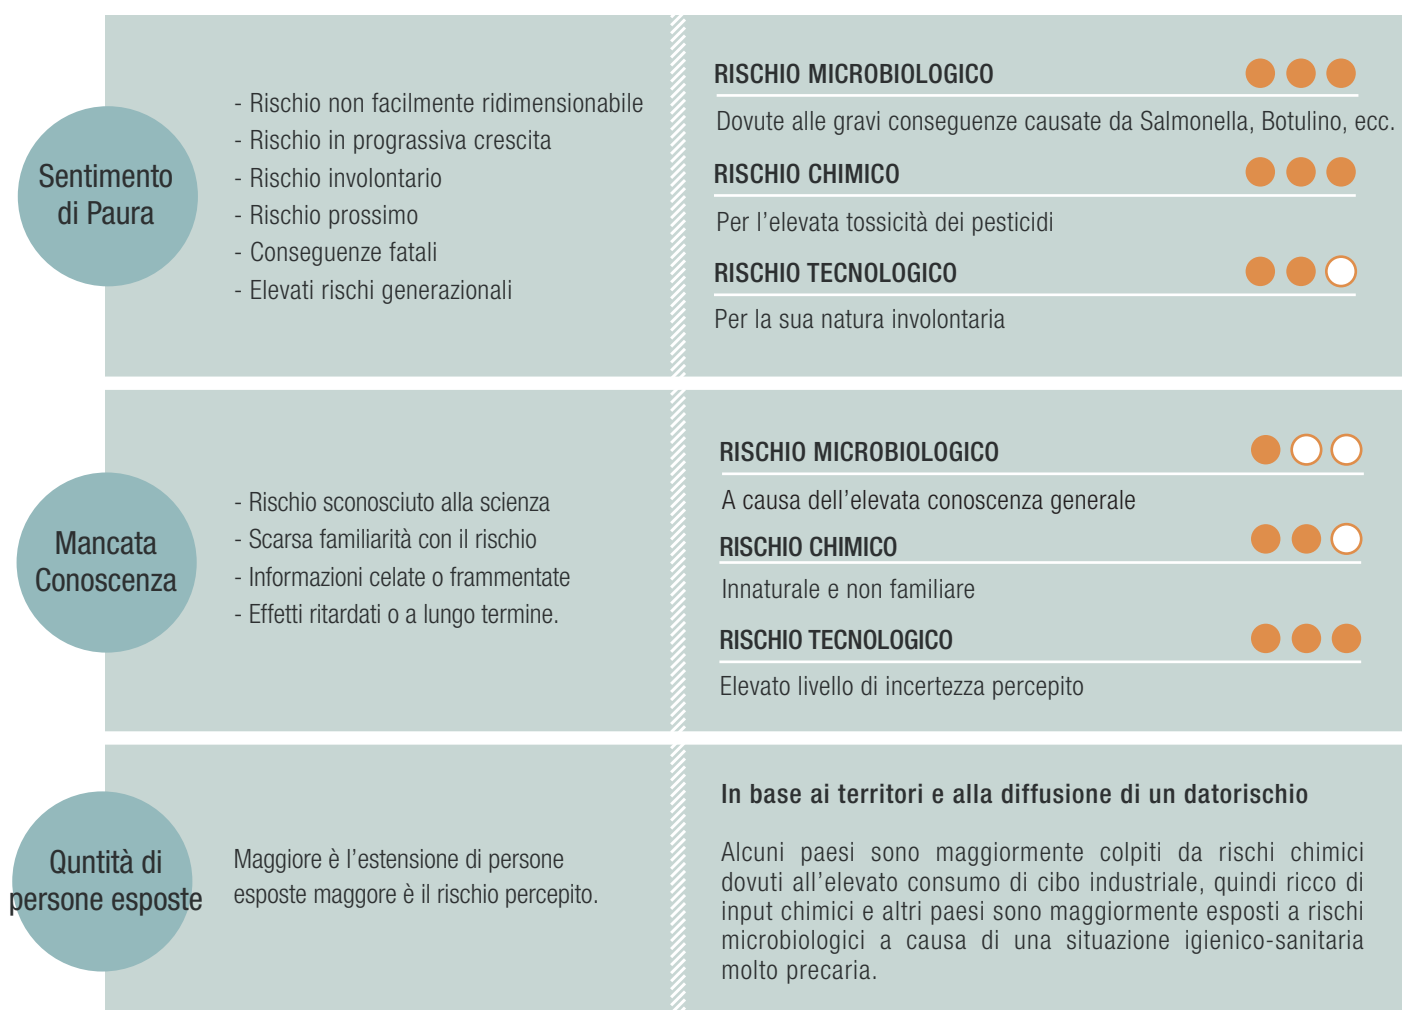 Sentimento
di Paura
- Rischio non facilmente ridimensionabile
- Rischio in prograssiva crescita
- Rischio involontario
- Rischio prossimo
- Conseguenze fatali
- Elevati rischi generazionali
RISCHIO MICROBIOLOGICO
Dovute alle gravi conseguenze causate da Salmonella, Botulino, ecc.
RISCHIO CHIMICO
Per l'elevata tossicità dei pesticidi
RISCHIO TECNOLOGICO
Per la sua natura involontaria
Mancata
Conoscenza
- Rischio sconosciuto alla scienza
- Scarsa familiarità con il rischio
- Informazioni celate o frammentate
- Effetti ritardati o a lungo termine.
RISCHIO MICROBIOLOGICO
A causa dell'elevata conoscenza generale
RISCHIO CHIMICO
Innaturale e non familiare
RISCHIO TECNOLOGICO
Elevato livello di incertezza percepito
Quntità di
persone esposte
Maggiore è l'estensione di persone
esposte maggore è il rischio percepito.
In base ai territori e alla diffusione di un datorischio
Alcuni paesi sono maggiormente colpiti da rischi chimici
dovuti all'elevato consumo di cibo industriale, quindi ricco di
input chimici e altri paesi sono maggiormente esposti a rischi
microbiologici a causa di una situazione igienico-sanitaria
molto precaria.